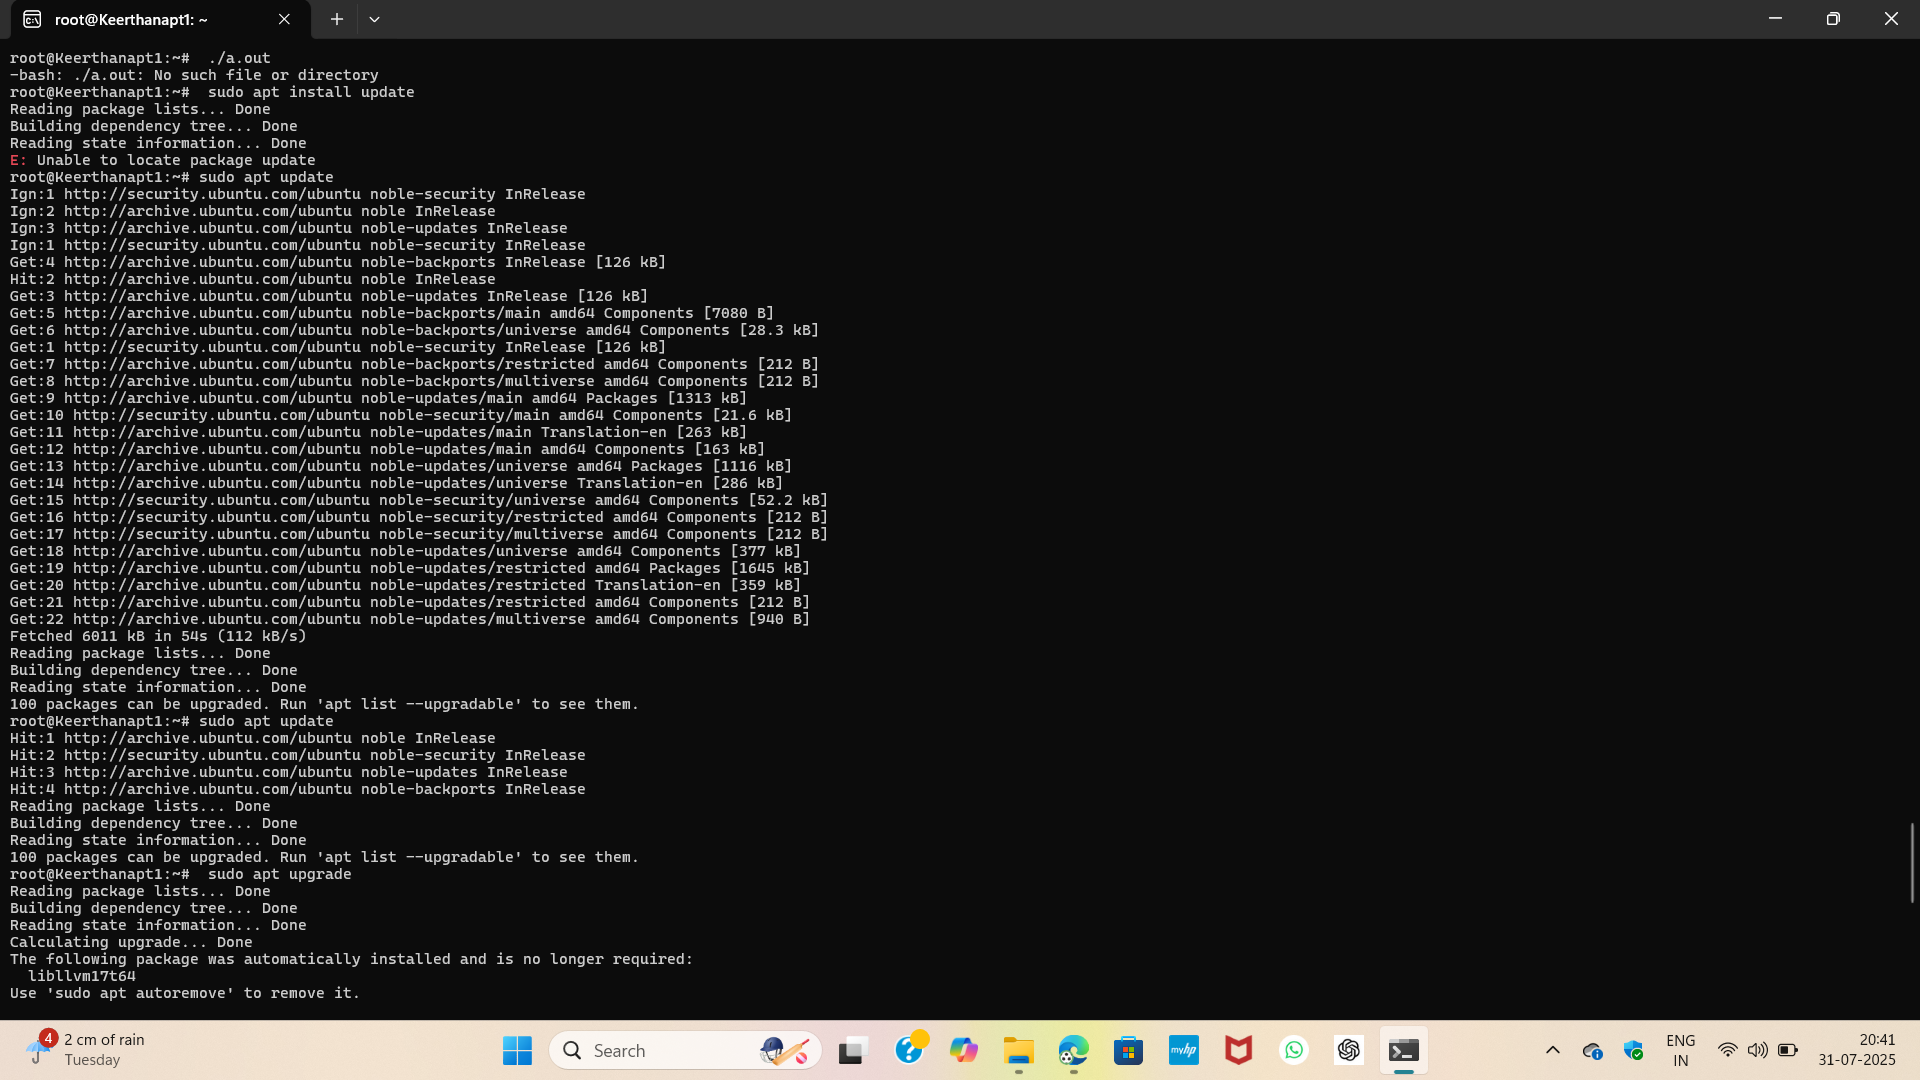 root@Keerthanapt1: ~
root@Keerthanapt1:~#  ./a.out
-bash: ./a.out: No such file or directory
root@Keerthanapt1:~#  sudo apt install update
Reading package lists... Done
Building dependency tree... Done
Reading state information... Done
E: Unable to locate package update
root@Keerthanapt1:~# sudo apt update
Ign:1 http://security.ubuntu.com/ubuntu noble-security InRelease
Ign:2 http://archive.ubuntu.com/ubuntu noble InRelease
Ign:3 http://archive.ubuntu.com/ubuntu noble-updates InRelease
Ign:1 http://security.ubuntu.com/ubuntu noble-security InRelease
Get:4 http://archive.ubuntu.com/ubuntu noble-backports InRelease [126 kB]
Hit:2 http://archive.ubuntu.com/ubuntu noble InRelease
Get:3 http://archive.ubuntu.com/ubuntu noble-updates InRelease [126 kB]
Get:5 http://archive.ubuntu.com/ubuntu noble-backports/main amd64 Components [7080 B]
Get:6 http://archive.ubuntu.com/ubuntu noble-backports/universe amd64 Components [28.3 kB]
Get:1 http://security.ubuntu.com/ubuntu noble-security InRelease [126 kB]
Get:7 http://archive.ubuntu.com/ubuntu noble-backports/restricted amd64 Components [212 B]
Get:8 http://archive.ubuntu.com/ubuntu noble-backports/multiverse amd64 Components [212 B]
Get:9 http://archive.ubuntu.com/ubuntu noble-updates/main amd64 Packages [1313 kB]
Get:10 http://security.ubuntu.com/ubuntu noble-security/main amd64 Components [21.6 kB]
Get:11 http://archive.ubuntu.com/ubuntu noble-updates/main Translation-en [263 kB]
Get:12 http://archive.ubuntu.com/ubuntu noble-updates/main amd64 Components [163 kB]
Get:13 http://archive.ubuntu.com/ubuntu noble-updates/universe amd64 Packages [1116 kB]
Get:14 http://archive.ubuntu.com/ubuntu noble-updates/universe Translation-en [286 kB]
Get:15 http://security.ubuntu.com/ubuntu noble-security/universe amd64 Components [52.2 kB]
Get:16 http://security.ubuntu.com/ubuntu noble-security/restricted amd64 Components [212 B]
Get:17 http://security.ubuntu.com/ubuntu noble-security/multiverse amd64 Components [212 B]
Get:18 http://archive.ubuntu.com/ubuntu noble-updates/universe amd64 Components [377 kB]
Get:19 http://archive.ubuntu.com/ubuntu noble-updates/restricted amd64 Packages [1645 kB]
Get:20 http://archive.ubuntu.com/ubuntu noble-updates/restricted Translation-en [359 kB]
Get:21 http://archive.ubuntu.com/ubuntu noble-updates/restricted amd64 Components [212 B]
Get:22 http://archive.ubuntu.com/ubuntu noble-updates/multiverse amd64 Components [940 B]
Fetched 6011 kB in 54s (112 kB/s)
Reading package lists... Done
Building dependency tree... Done
Reading state information... Done
100 packages can be upgraded. Run 'apt list --upgradable' to see them.
root@Keerthanapt1:~# sudo apt update
Hit:1 http://archive.ubuntu.com/ubuntu noble InRelease
Hit:2 http://security.ubuntu.com/ubuntu noble-security InRelease
Hit:3 http://archive.ubuntu.com/ubuntu noble-updates InRelease
Hit:4 http://archive.ubuntu.com/ubuntu noble-backports InRelease
Reading package lists... Done
Building dependency tree... Done
Reading state information... Done
100 packages can be upgraded. Run 'apt list --upgradable' to see them.
root@Keerthanapt1:~#  sudo apt upgrade
Reading package lists... Done
Building dependency tree... Done
Reading state information... Done
Calculating upgrade... Done
The following package was automatically installed and is no longer required:
  libllvm17t64
Use 'sudo apt autoremove' to remove it.
4
2 cm of rain
Tuesday
Search
myhp
ENG
IN
20:41
31-07-2025